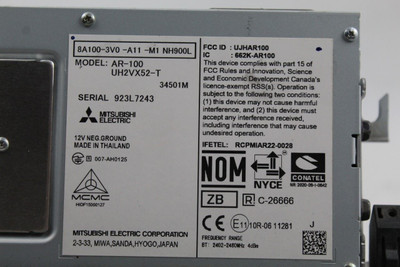 8A100-3V0 -A11 -M1 NH900L
MODEL: AR-100
UH2VX52-T
34501M
SERIAL 923L7243
MITSUBISHI
ELECTRIC
12V NEG.GROUND
MADE IN THAILAND
007-AH0125
MCMC
MITSUBISHI ELECTRIC CORPORATION
2-3-33, MIWA,SANDA,HYOGO,JAPAN
FCC ID : UJHAR100
IC : 662K-AR100
This device complies with part 15 of
FCC Rules and Innovation, Science
and Economic Development Canada's
licence-exempt RSS(s). Operation is
subject to the following two conditions:
(1) this device may not cause harmful
interference, and (2) this device must
accept any interference received,
including interference that may cause
undesired operation.
IFETEL: RCPMIAR22-0028
NOM
NYCE
CONATEL
ZB R C-26666
E11 10R-06 11281 J
FREQUENCY RANGE
BT: 2402-2480MHz 4dBm